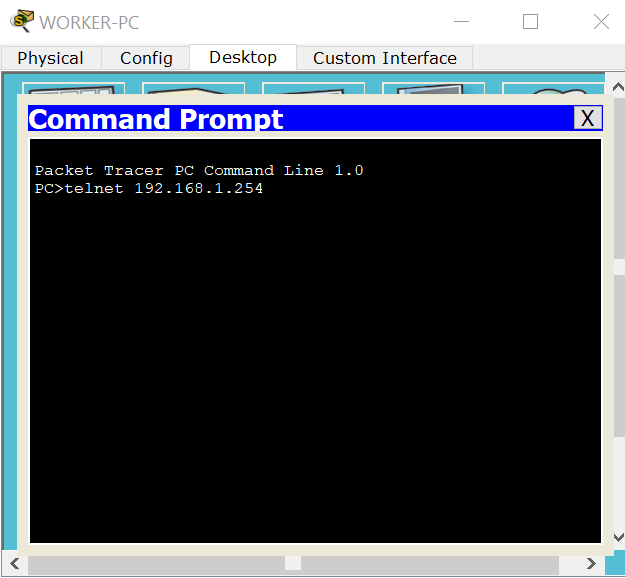 WORKER-PC
Physical Config Desktop Custom Interface
Command Prompt X
Packet Tracer PC Command Line 1.0
PC>telnet 192.168.1.254